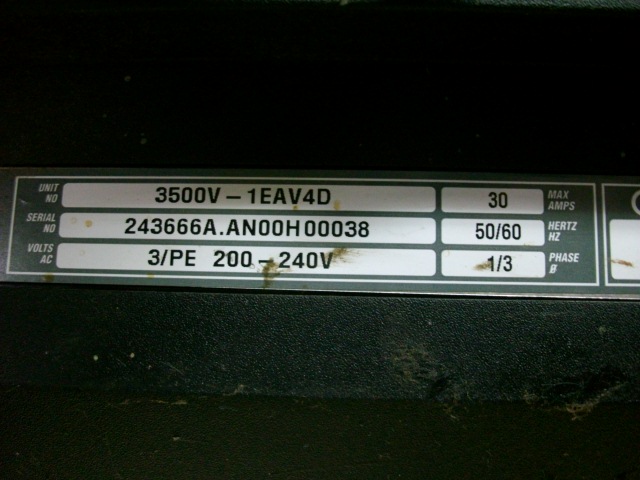 UNIT NO 3500V-1EAV4D 30 MAX AMPS
SERIAL NO 243666A.AN00H00038 50/60 HERTZ HZ
VOLTS AC 3/PE 200-240V 1/3 PHASE Ø